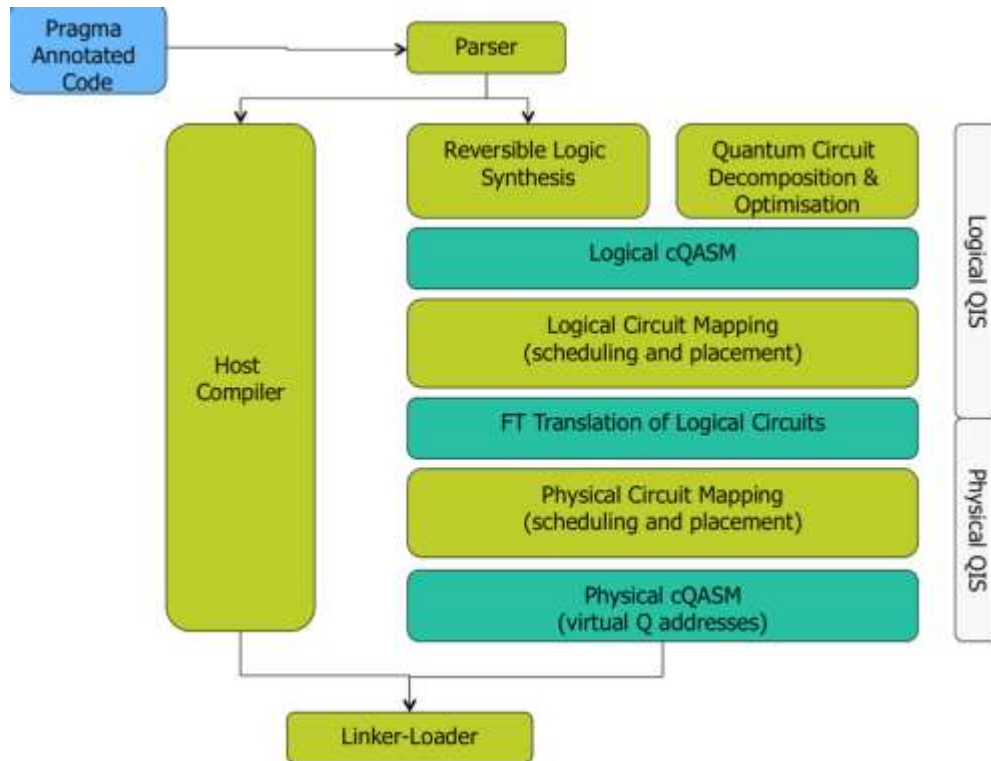 Pragma
Annotated
Code
Parser
Reversible Logic
Synthesis
Quantum Circuit
Decomposition &
Optimisation
Logical cQASM
Logical Circuit Mapping
(scheduling and placement)
Host
Compiler
FT Translation of Logical Circuits
Physical Circuit Mapping
(scheduling and placement)
Physical cQASM
(virtual Q addresses)
Logical QIS
Physical QIS
Linker-Loader